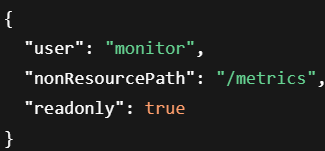 {
  "user": "monitor",
  "nonResourcePath": "/metrics",
  "readonly": true
}